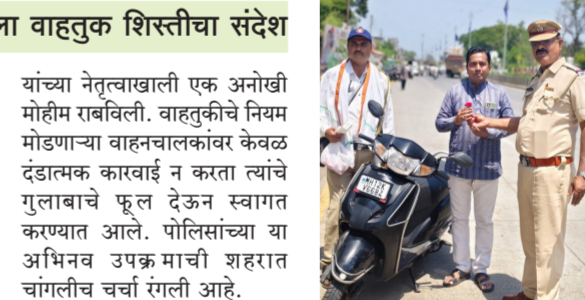 ला वाहतुक शिस्तीचा संदेश
यांच्या नेतृत्वाखाली एक अनोखी
मोहीम राबविली. वाहतुकीचे नियम
मोडणाऱ्या वाहनचालकांवर केवळ
दंडात्मक कारवाई न करता त्यांचे
गुलाबाचे फूल देऊन स्वागत
करण्यात आले. पोलिसांच्या या
अभिनव उपक्रमाची शहरात
चांगलीच चर्चा रंगली आहे.